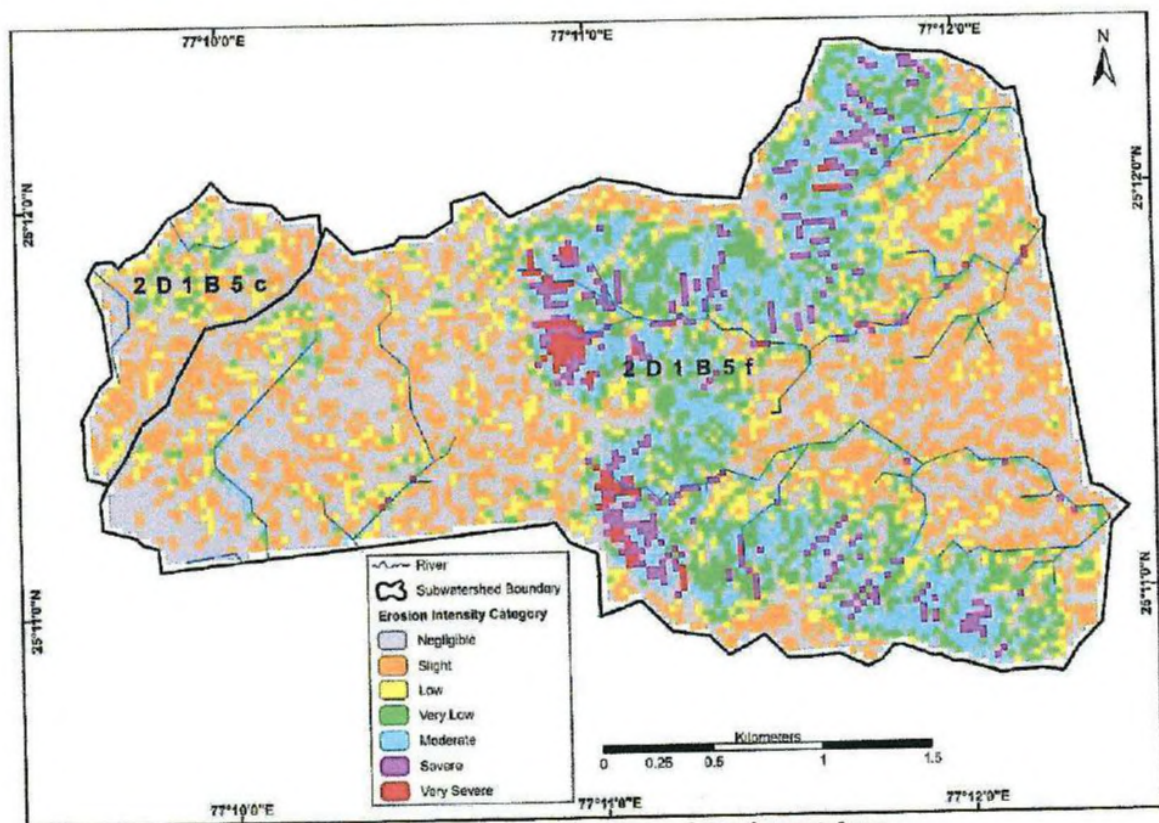 77°10'0"E 77°11'0"E 77°12'0"E
N
25°12'0"N
25°12'0"N
2 D 1 B 5 c
2 D 1 B 5 f
River
Subwatershed Boundary
Erosion Intensity Category
Negligible
Slight
Low
Very Low
Moderate
Severe
Very Severe
Kilometers
0 0.25 0.5 1 1.5
25°11'0"N
25°11'0"N
77°10'0"E 77°11'0"E 77°12'0"E